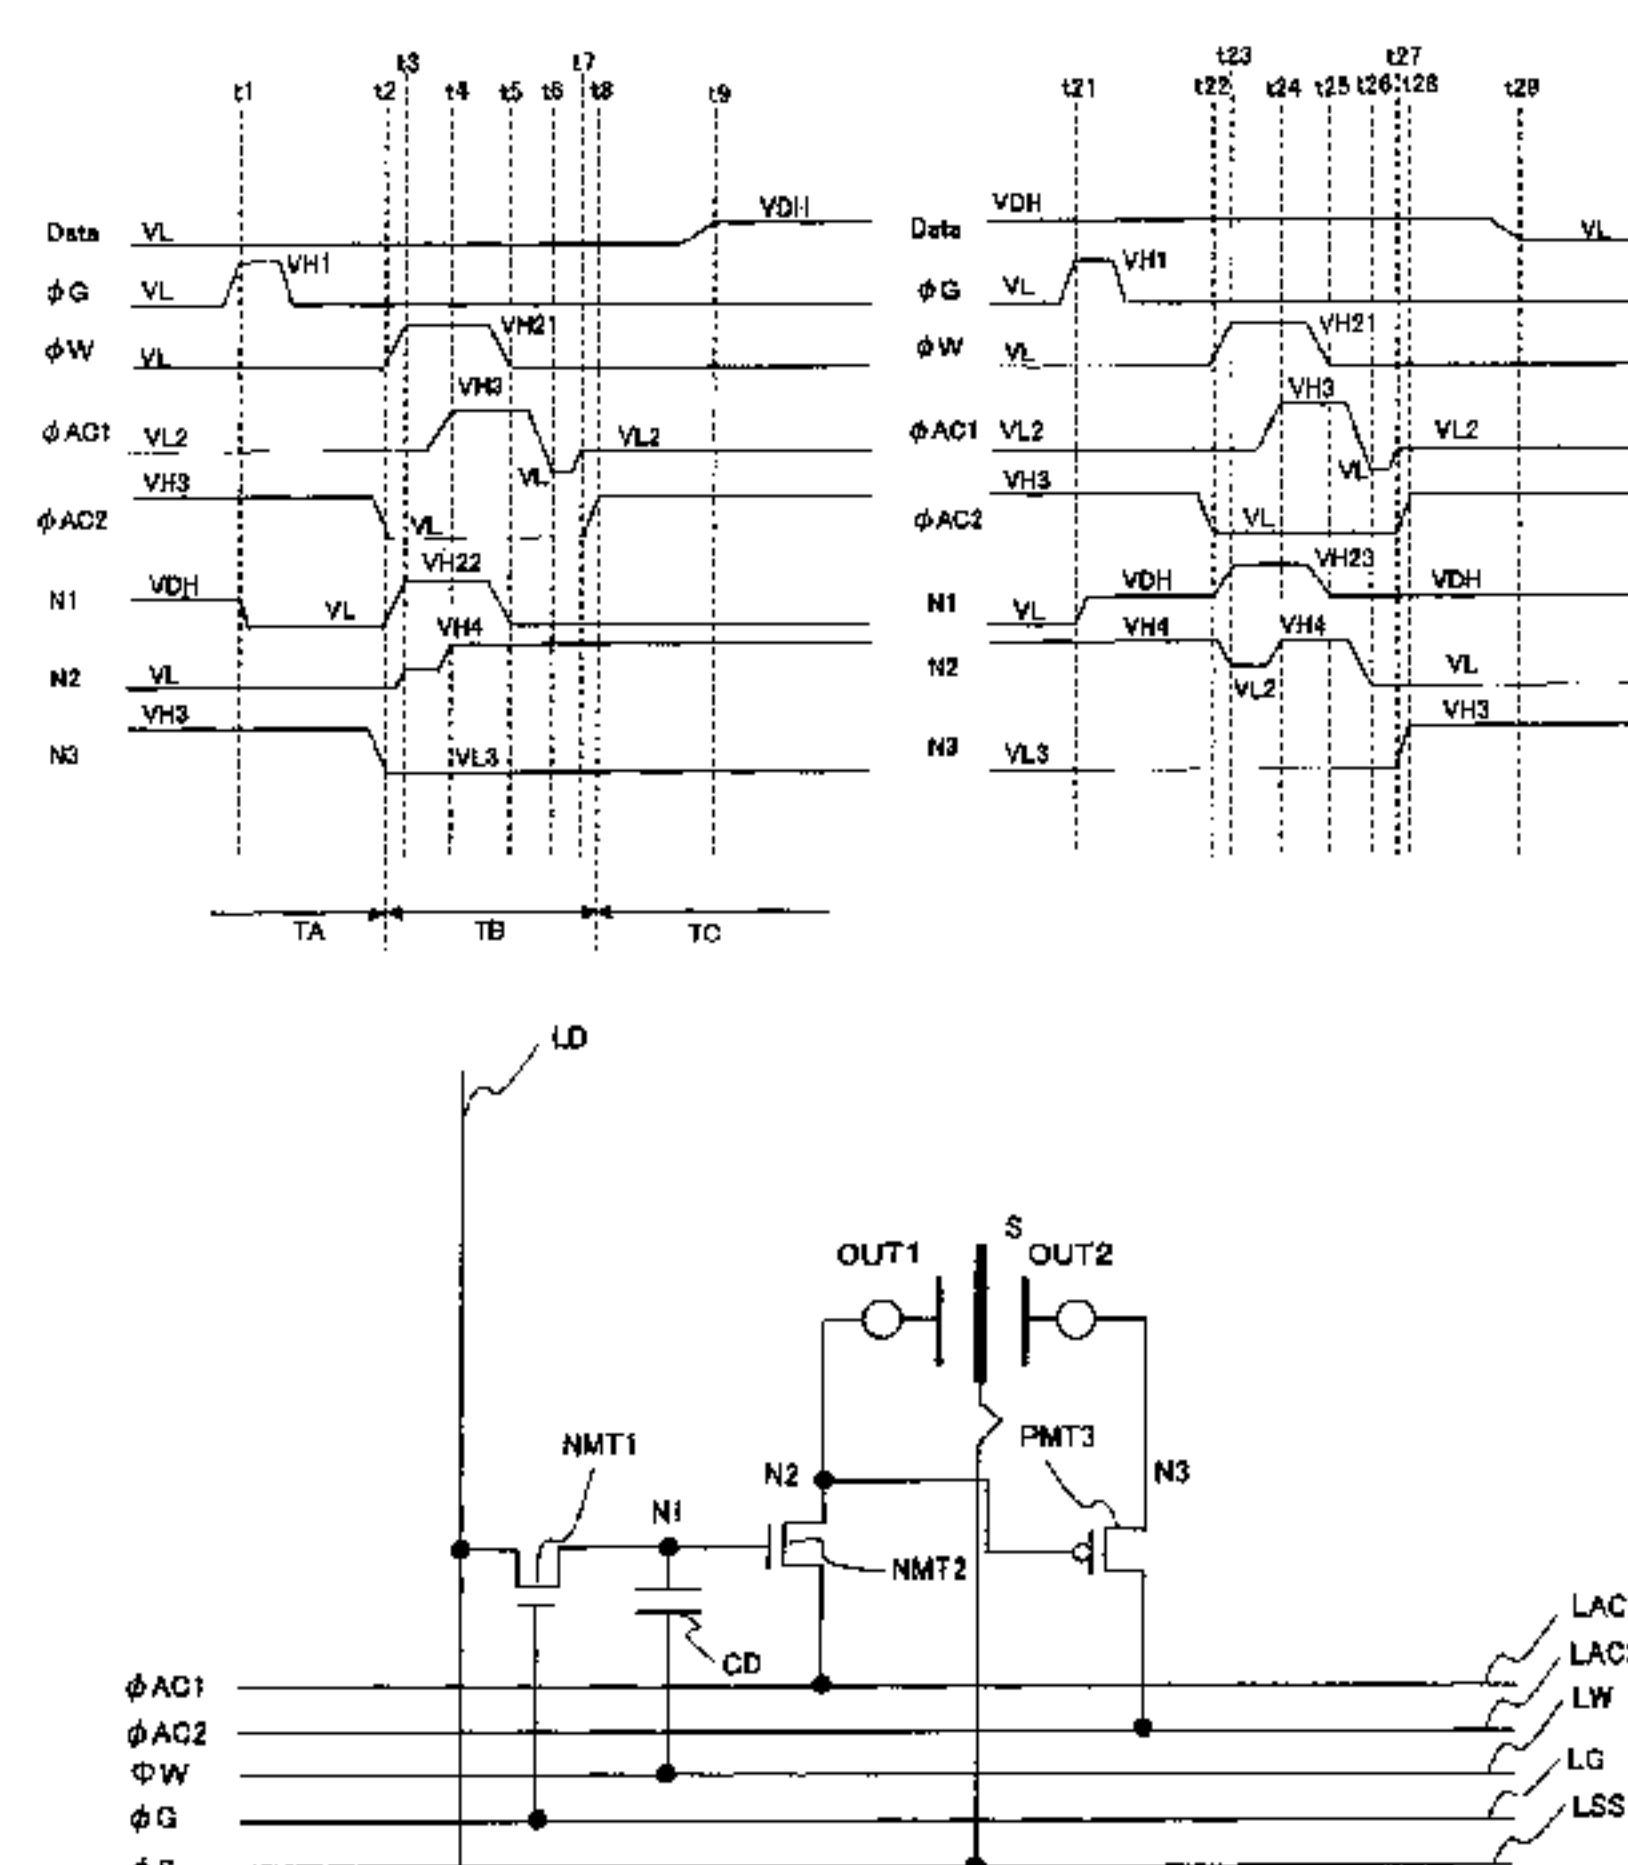 t3 t7
t1 t2 t4 t5 t6 t8 t9
Data VL VDH
φG VL VH1
φW VL VH21
φAC1 VL2 VH3 VL VL2
VH3
φAC2 VL
VH22
N1 VDH VL
VH4
N2 VL
VH3
N3 VL3
TA TB TC
t23 t27
t21 t22 t24 t25 t26 t28 t29
VDH
Data VL
φG VL VH1
φW VL VH21
VH3
φAC1 VL2 VL VL2
VH3
φAC2 VL
VH23
N1 VL VDH VDH
VH4 VH4
N2 VL2 VL
VH3
N3 VL3
LD
S
OUT1 OUT2
NMT1 PMT3
N2 N3
N1
NMT2
CD
LAC
φAC1
LAC
φAC2
LW
ΦW
LG
φG
LSS